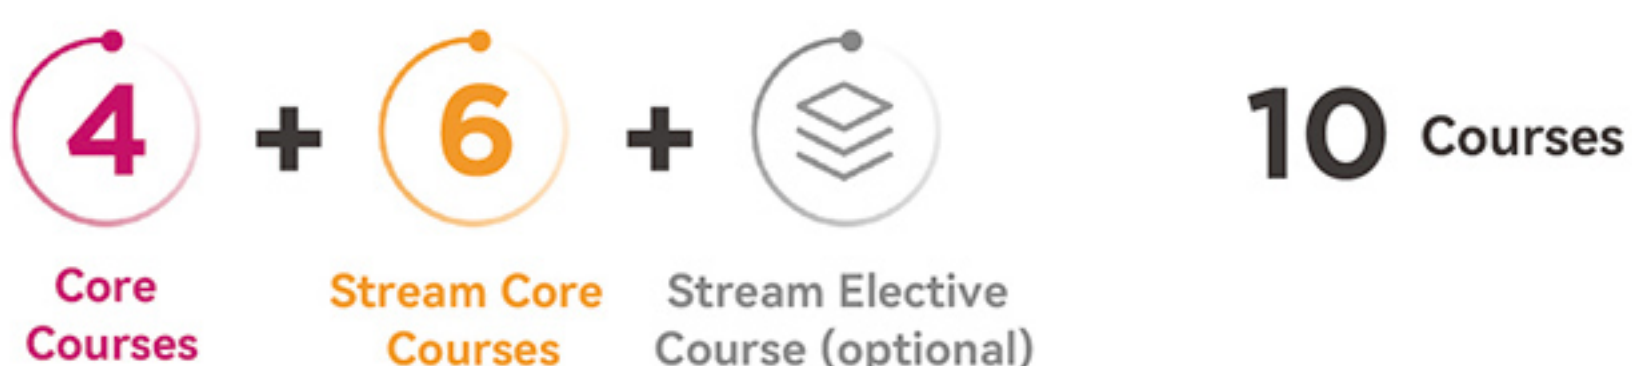 4 + 6 + 10 Courses
Core Courses
Stream Core Courses
Stream Elective Course (optional)